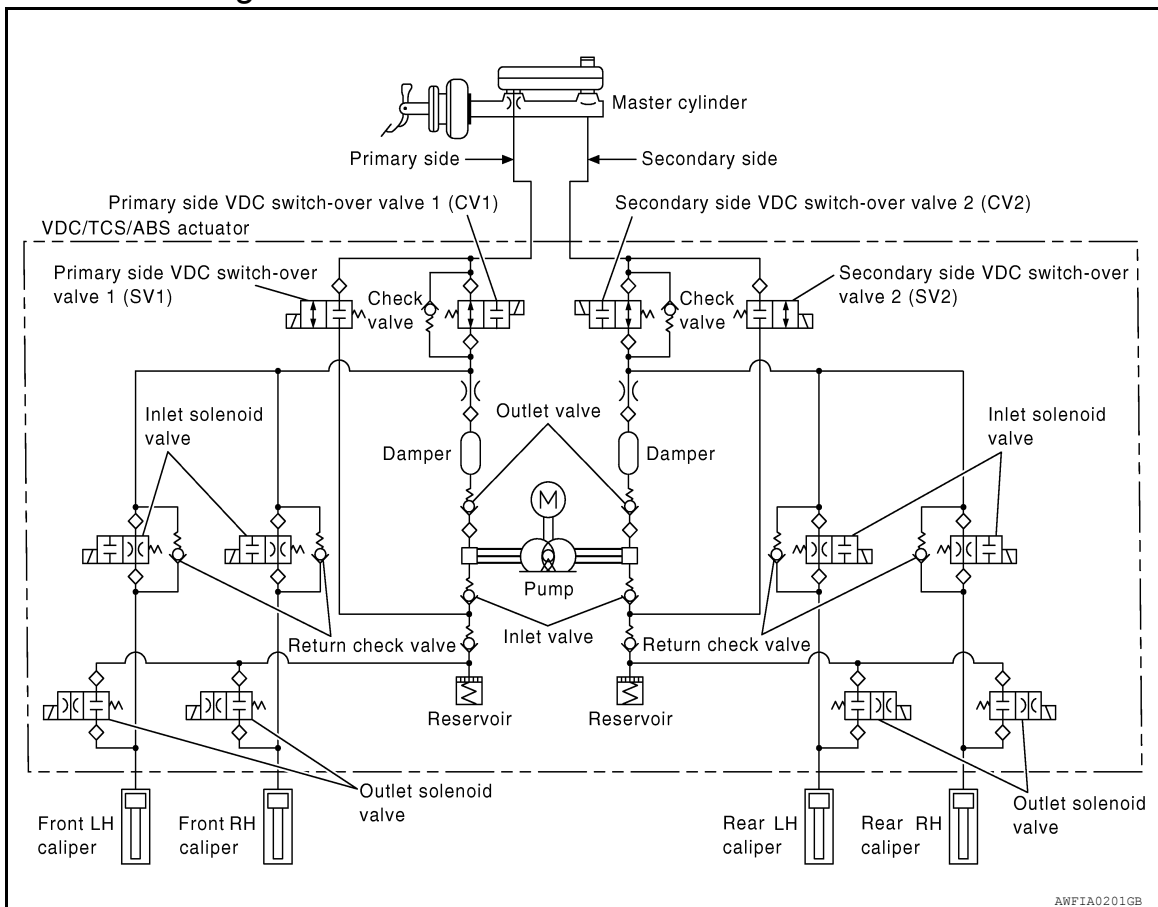 Master cylinder
Primary side
Secondary side
Primary side VDC switch-over valve 1 (CV1)
Secondary side VDC switch-over valve 2 (CV2)
VDC/TCS/ABS actuator
Primary side VDC switch-over
valve 1 (SV1)
Check
valve
Check
valve
Secondary side VDC switch-over
valve 2 (SV2)
Inlet solenoid
valve
Outlet valve
Inlet solenoid
valve
Damper
Damper
M
Pump
Return check valve
Inlet valve
Return check valve
Reservoir
Reservoir
Outlet solenoid
valve
Outlet solenoid
valve
Front LH
caliper
Front RH
caliper
Rear LH
caliper
Rear RH
caliper
AWFIA0201GB